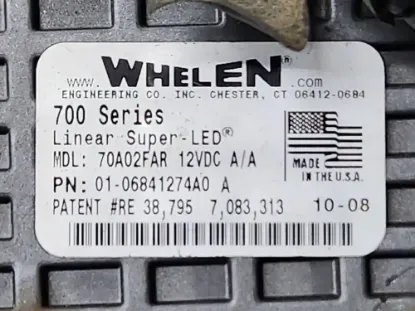 www. WHELEN® .com
ENGINEERING CO. INC. CHESTER, CT 06412-0684
700 Series
Linear Super-LED®
MDL: 70A02FAR 12VDC A/A
PN: 01-06841274A0 A
MADE
IN THE U.S.A.
PATENT #RE 38,795 7,083,313 10-08